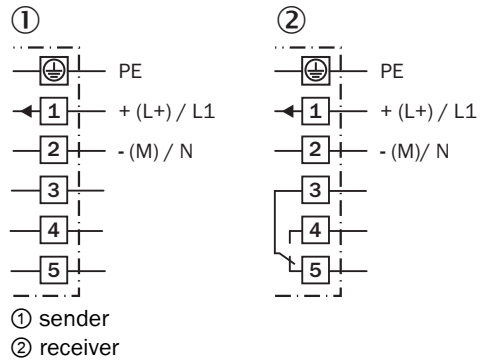 ① ②
PE PE
1 + (L+) / L1 1 + (L+) / L1
2 - (M) / N 2 - (M)/ N
3 3
4 4
5 5
① sender
② receiver